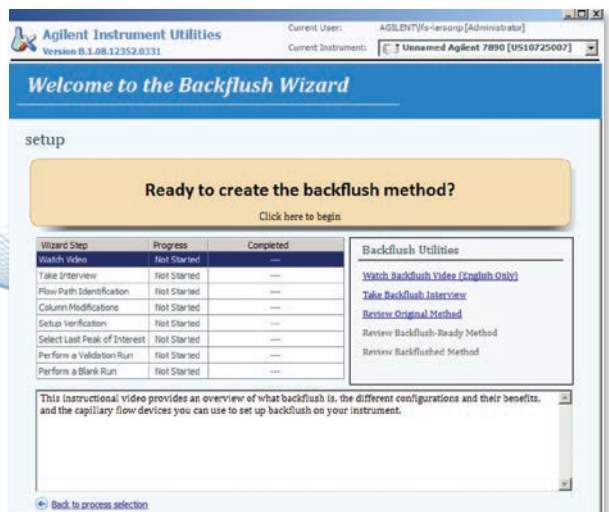 Agilent Instrument Utilities
Version B.1.08.12352.0331
Current User: AGILENT\lfs-larsonp [Administrator]
Current Instrument: Unnamed Agilent 7890 [US10725007]
Welcome to the Backflush Wizard
setup
Ready to create the backflush method?
Click here to begin
Wizard Step Progress Completed
Watch Video Not Started ---
Take Interview Not Started ---
Flow Path Identification Not Started ---
Column Modifications Not Started ---
Setup Verification Not Started ---
Select Last Peak of Interest Not Started ---
Perform a Validation Run Not Started ---
Perform a Blank Run Not Started ---
Backflush Utilities
Watch Backflush Video (English Only)
Take Backflush Interview
Review Original Method
Review Backflush-Ready Method
Review Backflushed Method
This instructional video provides an overview of what backflush is, the different configurations and their benefits,
and the capillary flow devices you can use to set up backflush on your instrument.
Back to process selection